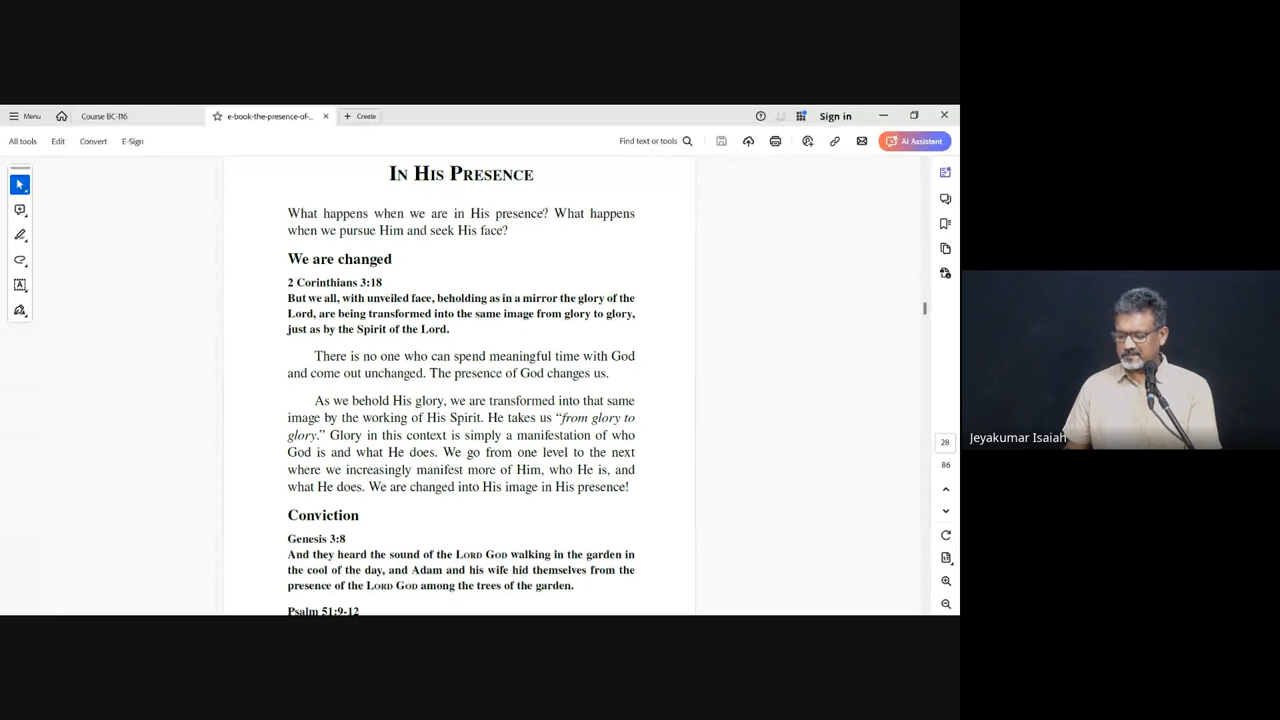 Menu
Course BC-116
e-book-the-presence-of-...
Create
Sign in
All tools
Edit
Convert
E-Sign
Find text or tools
AI Assistant
IN HIS PRESENCE
What happens when we are in His presence? What happens
when we pursue Him and seek His face?
We are changed
2 Corinthians 3:18
But we all, with unveiled face, beholding as in a mirror the glory of the
Lord, are being transformed into the same image from glory to glory,
just as by the Spirit of the Lord.
There is no one who can spend meaningful time with God
and come out unchanged. The presence of God changes us.
As we behold His glory, we are transformed into that same
image by the working of His Spirit. He takes us “from glory to
glory.” Glory in this context is simply a manifestation of who
God is and what He does. We go from one level to the next
where we increasingly manifest more of Him, who He is, and
what He does. We are changed into His image in His presence!
Conviction
Genesis 3:8
And they heard the sound of the LORD GOD walking in the garden in
the cool of the day, and Adam and his wife hid themselves from the
presence of the LORD GOD among the trees of the garden.
Psalm 51:9-12
28
86
Jeyakumar Isaiah